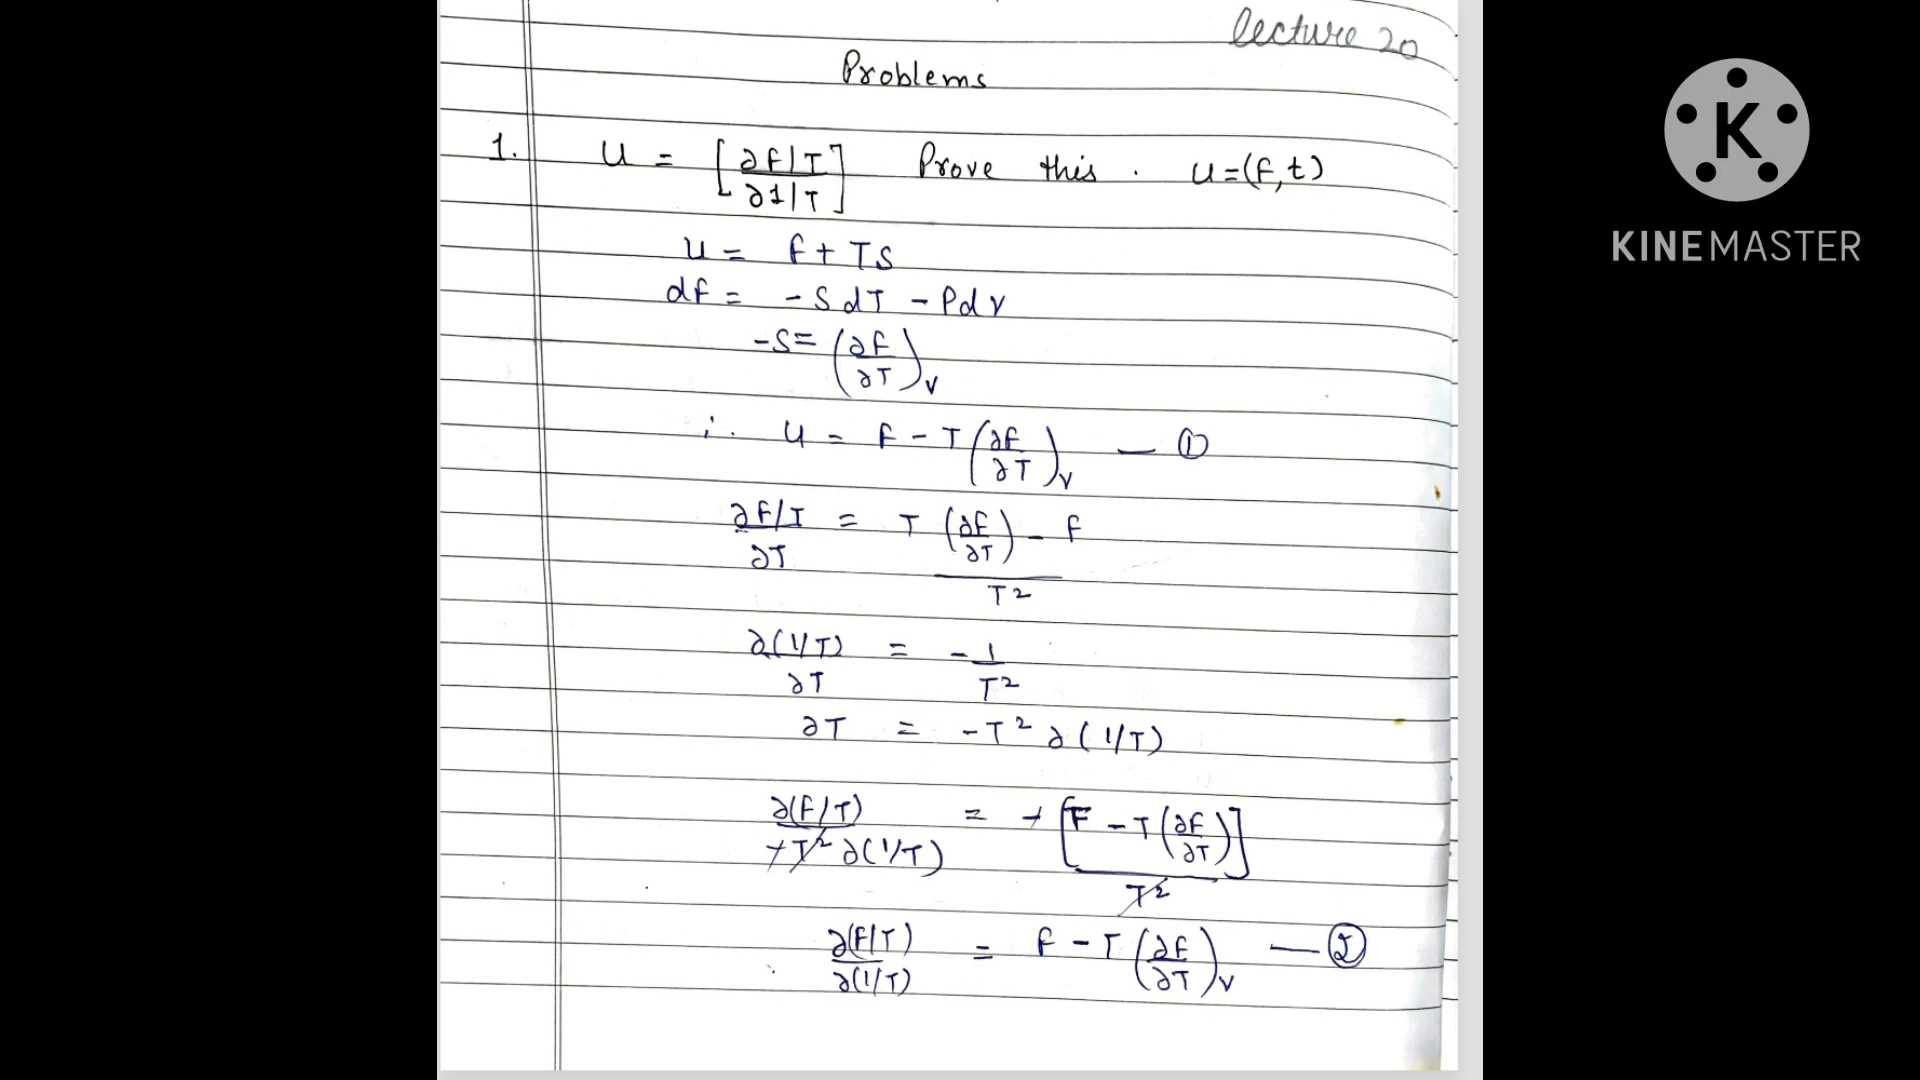 lecture 20
Problems
1. U = [∂F/T / ∂1/T] Prove this. U=(F,t)
U = F + TS
dF = -SdT - PdV
-S = (∂F/∂T)V
∴ U = F - T(∂F/∂T)V — ①
∂F/T / ∂T = T (∂F/∂T) - F / T²
∂(1/T) / ∂T = - 1/T²
∂T = -T² ∂(1/T)
∂(F/T) / +T² ∂(1/T) = + [F - T(∂F/∂T)] / T²
∂(F/T) / ∂(1/T) = F - T(∂F/∂T)V — ②
K
KINEMASTER